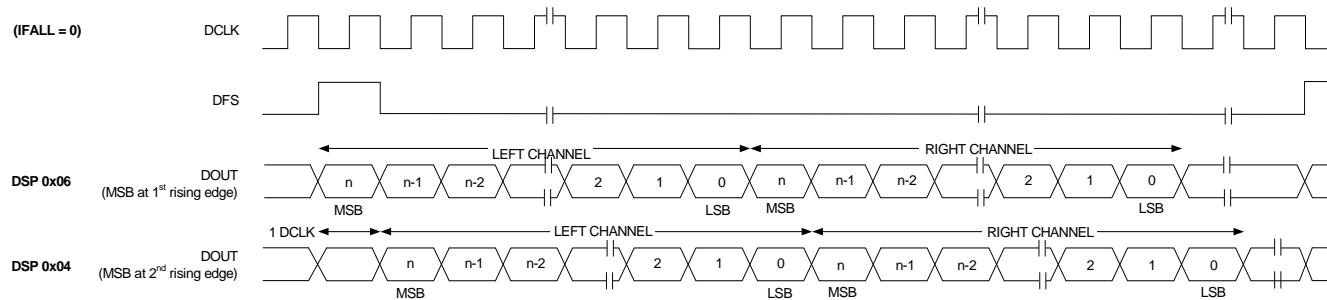 (IFALL = 0) DCLK
DFS
LEFT CHANNEL RIGHT CHANNEL
DSP 0x06 DOUT n n-1 n-2 2 1 0 n n-1 n-2 2 1 0
(MSB at 1st rising edge)
MSB LSB MSB LSB
1 DCLK LEFT CHANNEL RIGHT CHANNEL
DSP 0x04 DOUT n n-1 n-2 2 1 0 n n-1 n-2 2 1 0
(MSB at 2nd rising edge)
MSB LSB MSB LSB